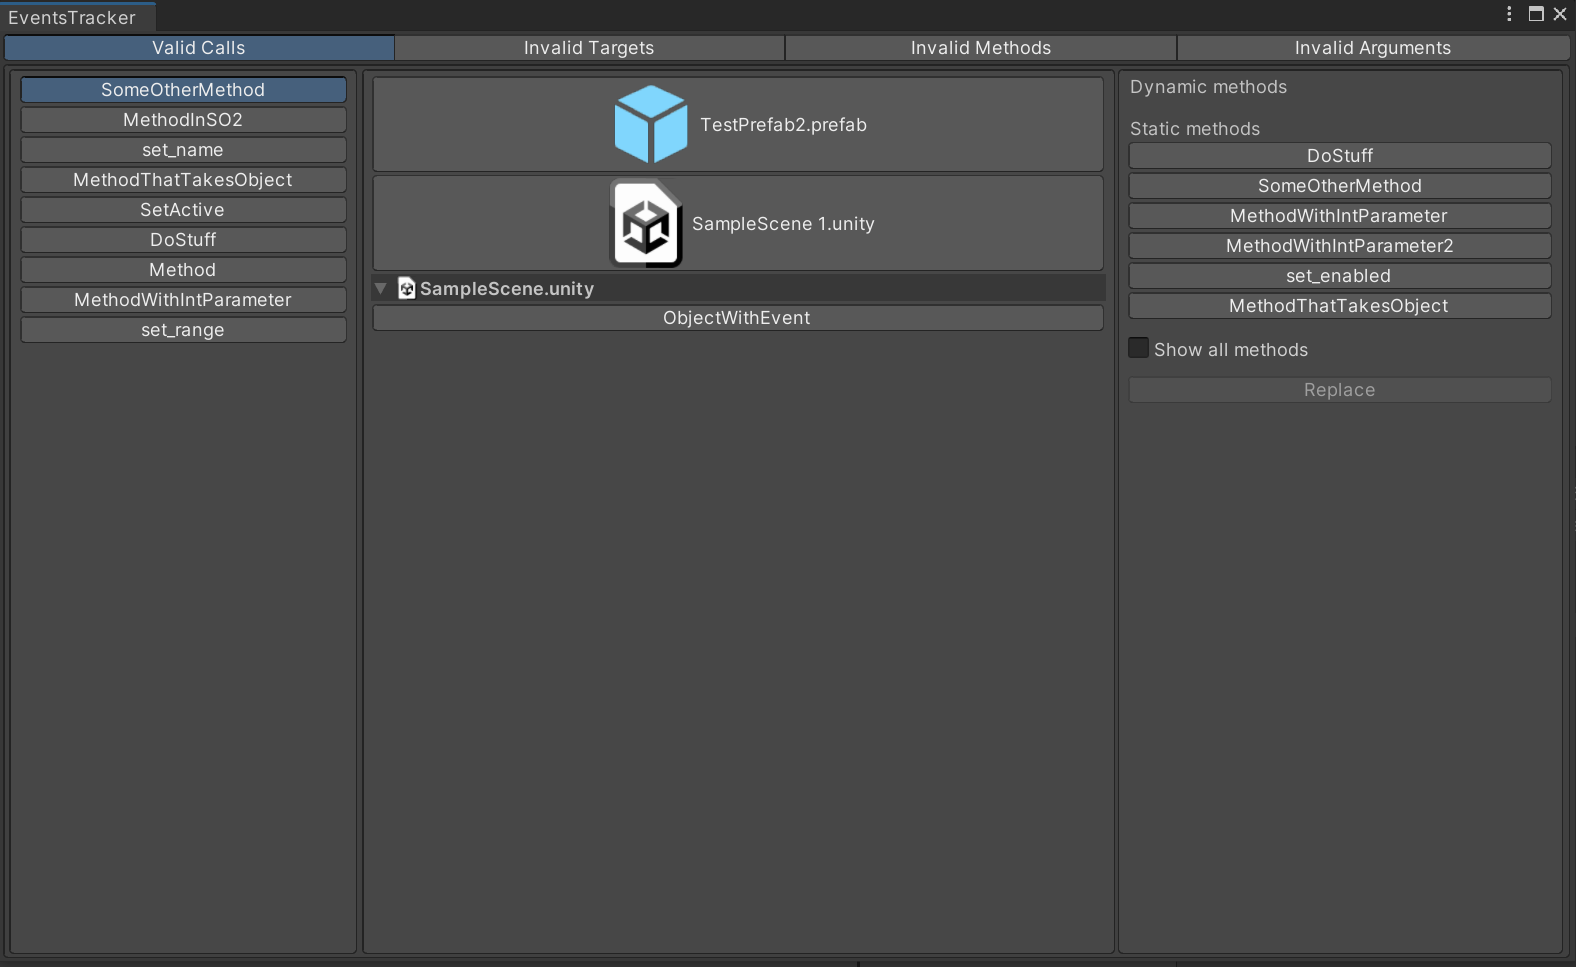 EventsTracker
Valid Calls
Invalid Targets
Invalid Methods
Invalid Arguments
SomeOtherMethod
MethodInSO2
set_name
MethodThatTakesObject
SetActive
DoStuff
Method
MethodWithIntParameter
set_range
TestPrefab2.prefab
SampleScene 1.unity
SampleScene.unity
ObjectWithEvent
Dynamic methods
Static methods
DoStuff
SomeOtherMethod
MethodWithIntParameter
MethodWithIntParameter2
set_enabled
MethodThatTakesObject
Show all methods
Replace